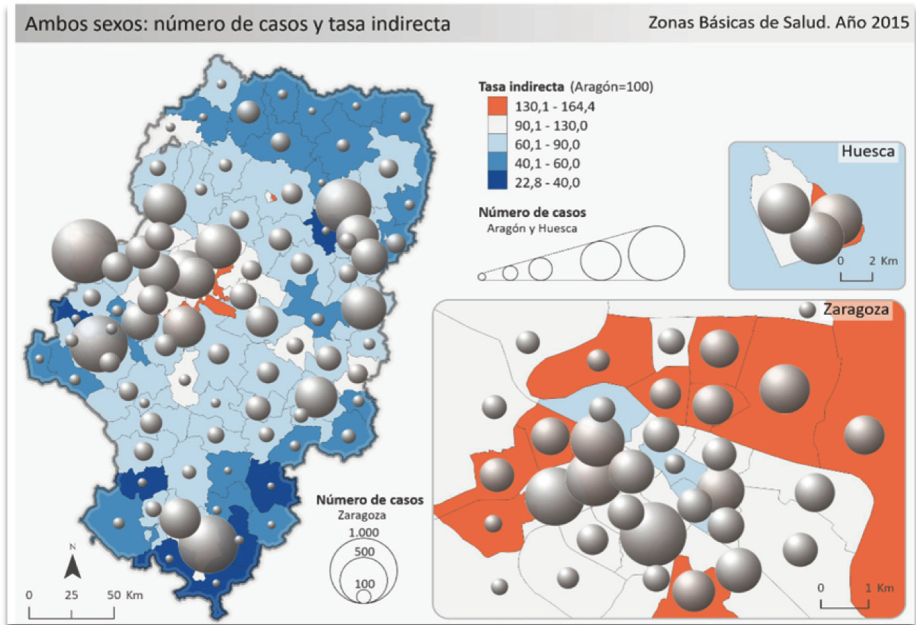 Ambos sexos: número de casos y tasa indirecta
Zonas Básicas de Salud. Año 2015
Tasa indirecta (Aragón=100)
130,1 - 164,4
90,1 - 130,0
60,1 - 90,0
40,1 - 60,0
22,8 - 40,0
Número de casos
Aragón y Huesca
Huesca
0 2 Km
Zaragoza
Número de casos
Zaragoza
1.000
500
100
N
0 25 50 Km
0 1 Km